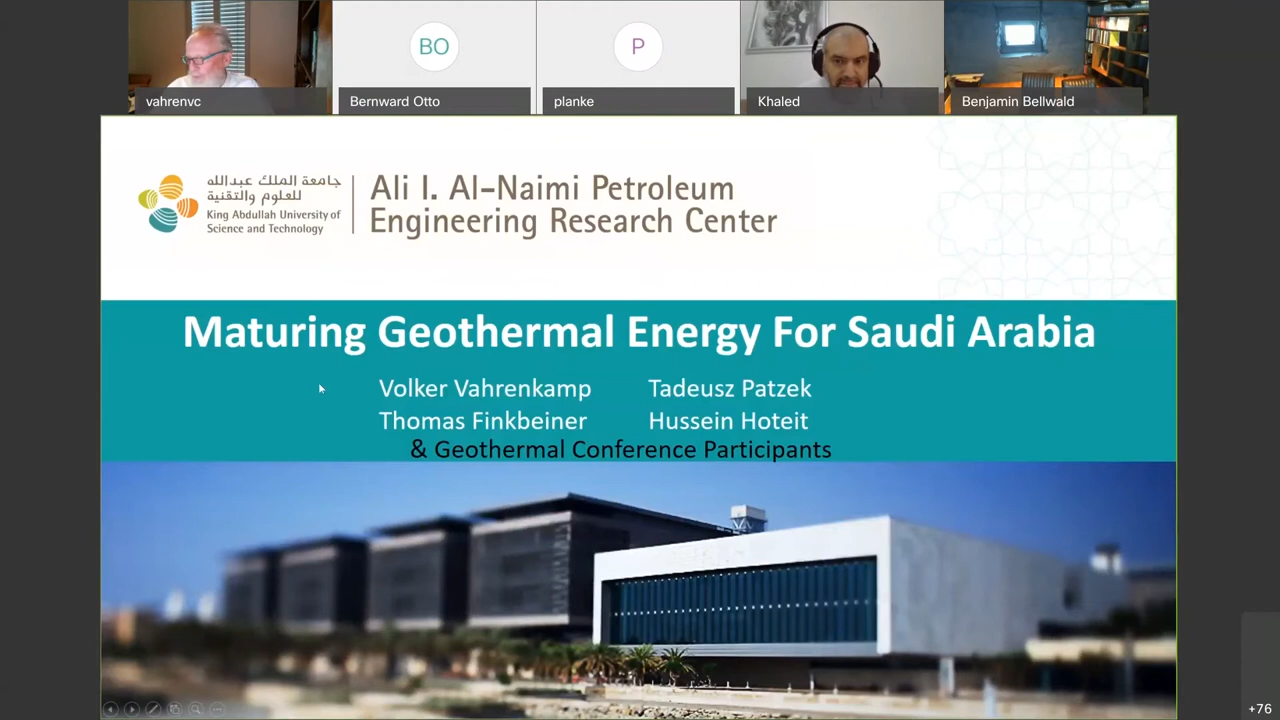 BO
P
vahrenvc
Bernward Otto
planke
Khaled
Benjamin Bellwald
جامعة الملك عبدالله
للعلوم والتقنية
King Abdullah University of
Science and Technology
Ali I. Al-Naimi Petroleum
Engineering Research Center
Maturing Geothermal Energy For Saudi Arabia
Volker Vahrenkamp
Tadeusz Patzek
Thomas Finkbeiner
Hussein Hoteit
& Geothermal Conference Participants
+76